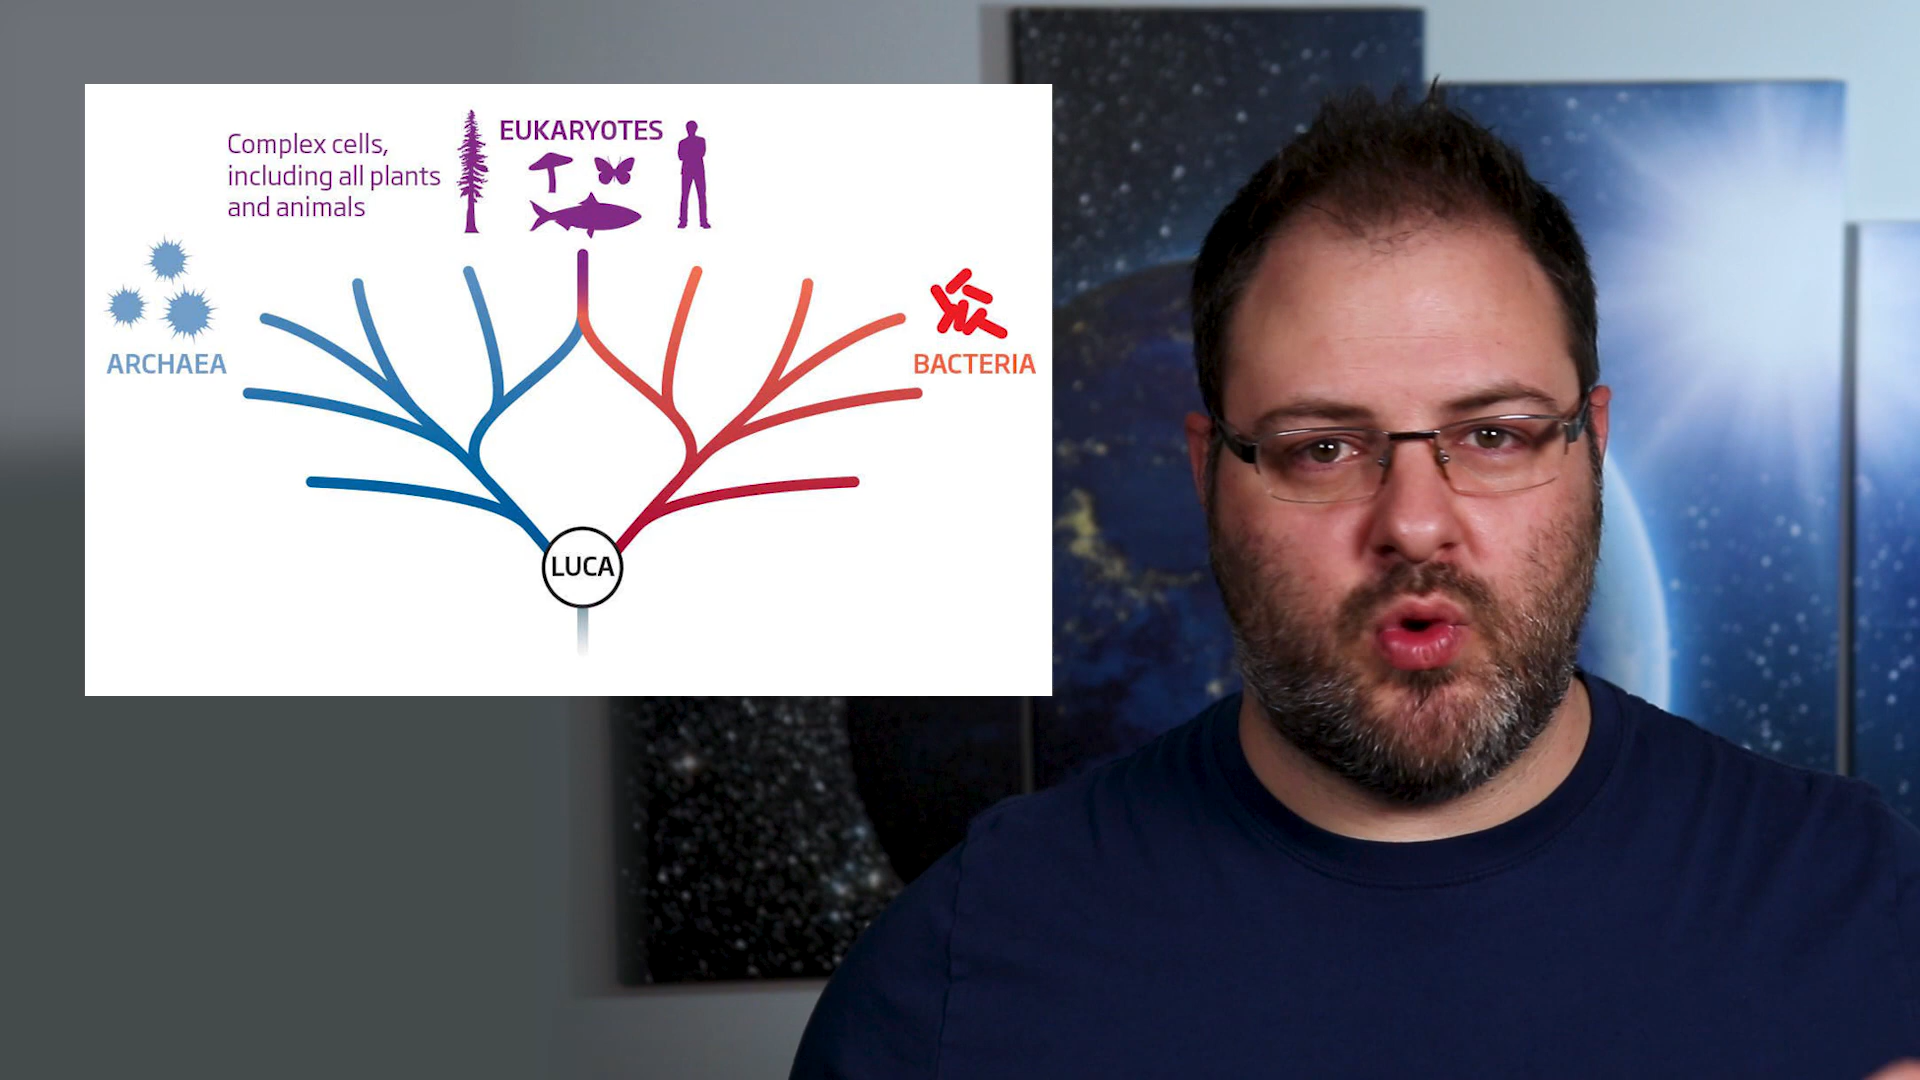 EUKARYOTES
Complex cells,
including all plants
and animals
ARCHAEA
BACTERIA
LUCA